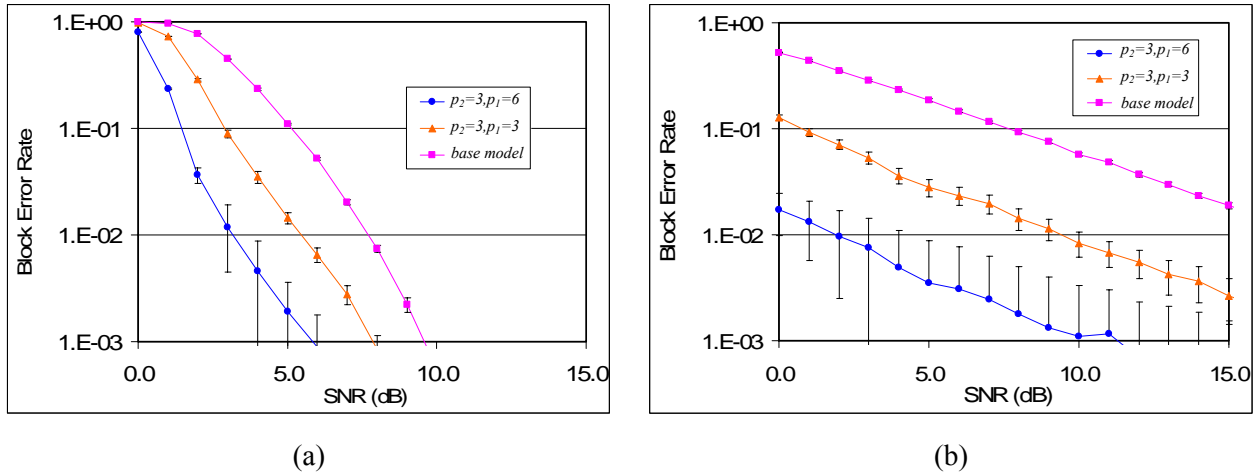 1.E+00
1.E-01
1.E-02
1.E-03
Block Error Rate
0.0
5.0
10.0
15.0
SNR (dB)
p2=3,p1=6
p2=3,p1=3
base model
(a)
1.E+00
1.E-01
1.E-02
1.E-03
Block Error Rate
0.0
5.0
10.0
15.0
SNR (dB)
p2=3,p1=6
p2=3,p1=3
base model
(b)